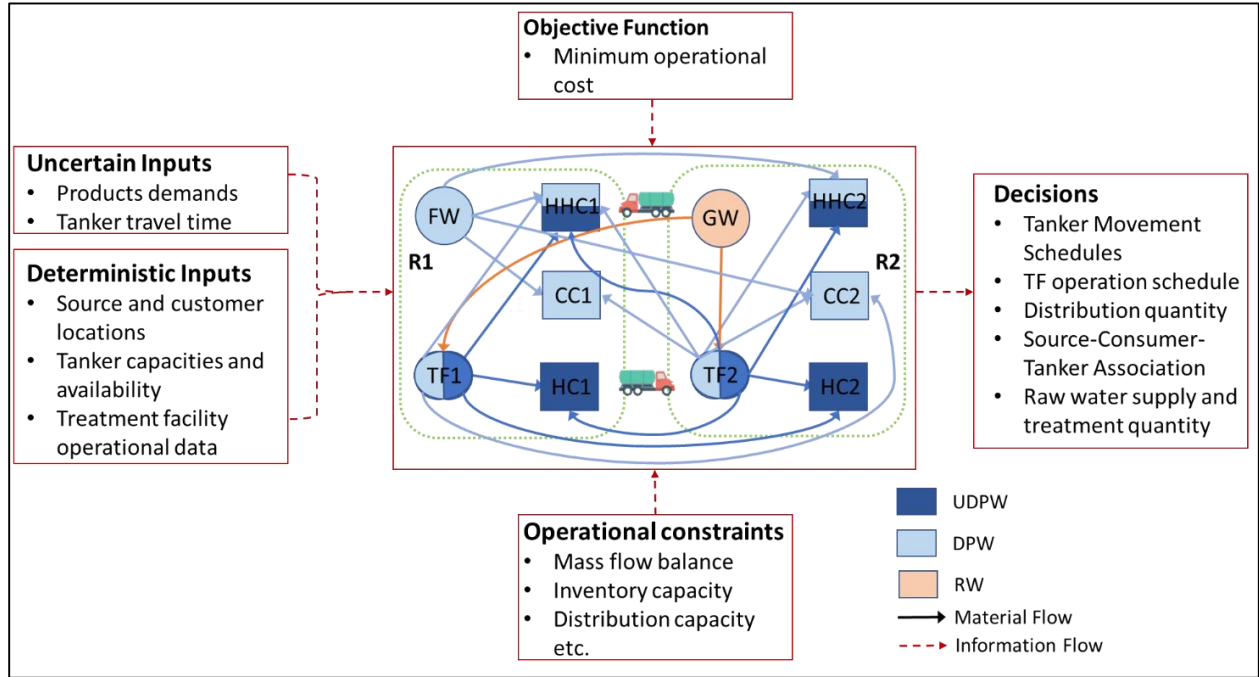 Objective Function
• Minimum operational
cost
Uncertain Inputs
• Products demands
• Tanker travel time
Deterministic Inputs
• Source and customer
locations
• Tanker capacities and
availability
• Treatment facility
operational data
FW
HHC1
GW
HHC2
R1
R2
CC1
CC2
TF1
HC1
TF2
HC2
Decisions
• Tanker Movement
Schedules
• TF operation schedule
• Distribution quantity
• Source-Consumer-
Tanker Association
• Raw water supply and
treatment quantity
Operational constraints
• Mass flow balance
• Inventory capacity
• Distribution capacity
etc.
UDPW
DPW
RW
Material Flow
Information Flow